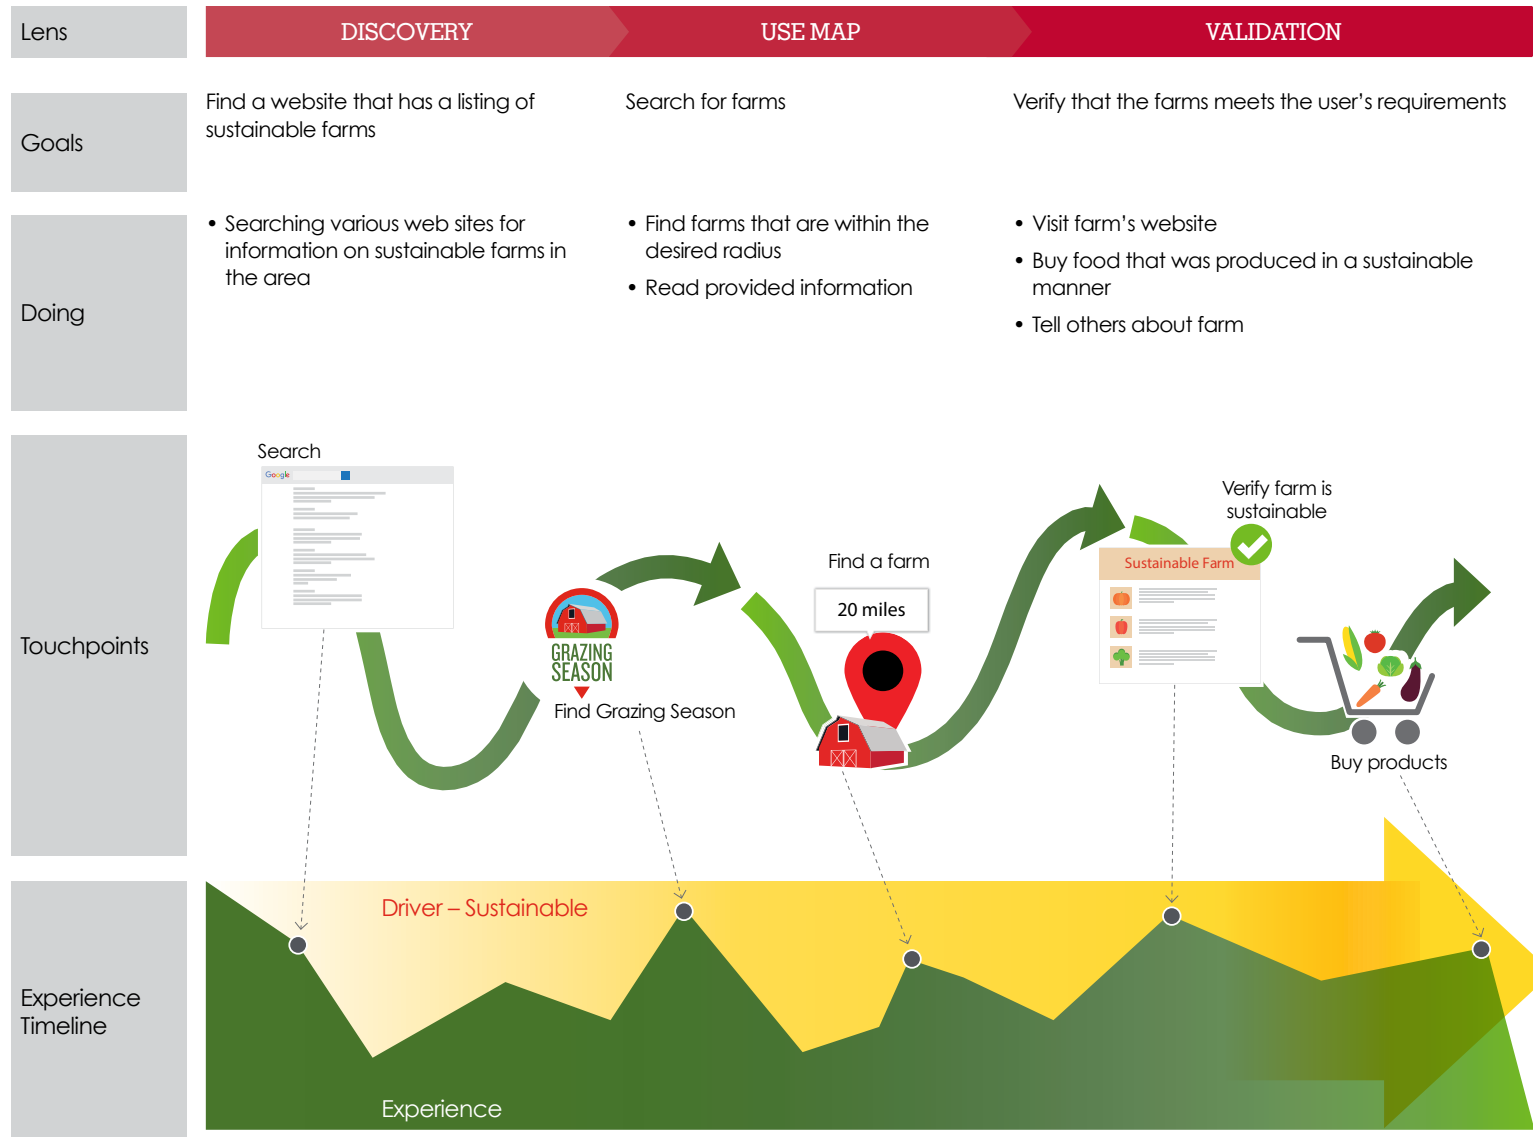 Lens
DISCOVERY
USE MAP
VALIDATION
Goals
Find a website that has a listing of
sustainable farms
Search for farms
Verify that the farms meets the user's requirements
Doing
• Searching various web sites for
information on sustainable farms in
the area
• Find farms that are within the
desired radius
• Read provided information
• Visit farm's website
• Buy food that was produced in a sustainable
manner
• Tell others about farm
Touchpoints
Search
Google
GRAZING
SEASON
Find Grazing Season
Find a farm
20 miles
Verify farm is
sustainable
Sustainable Farm
Buy products
Experience
Timeline
Driver – Sustainable
Experience